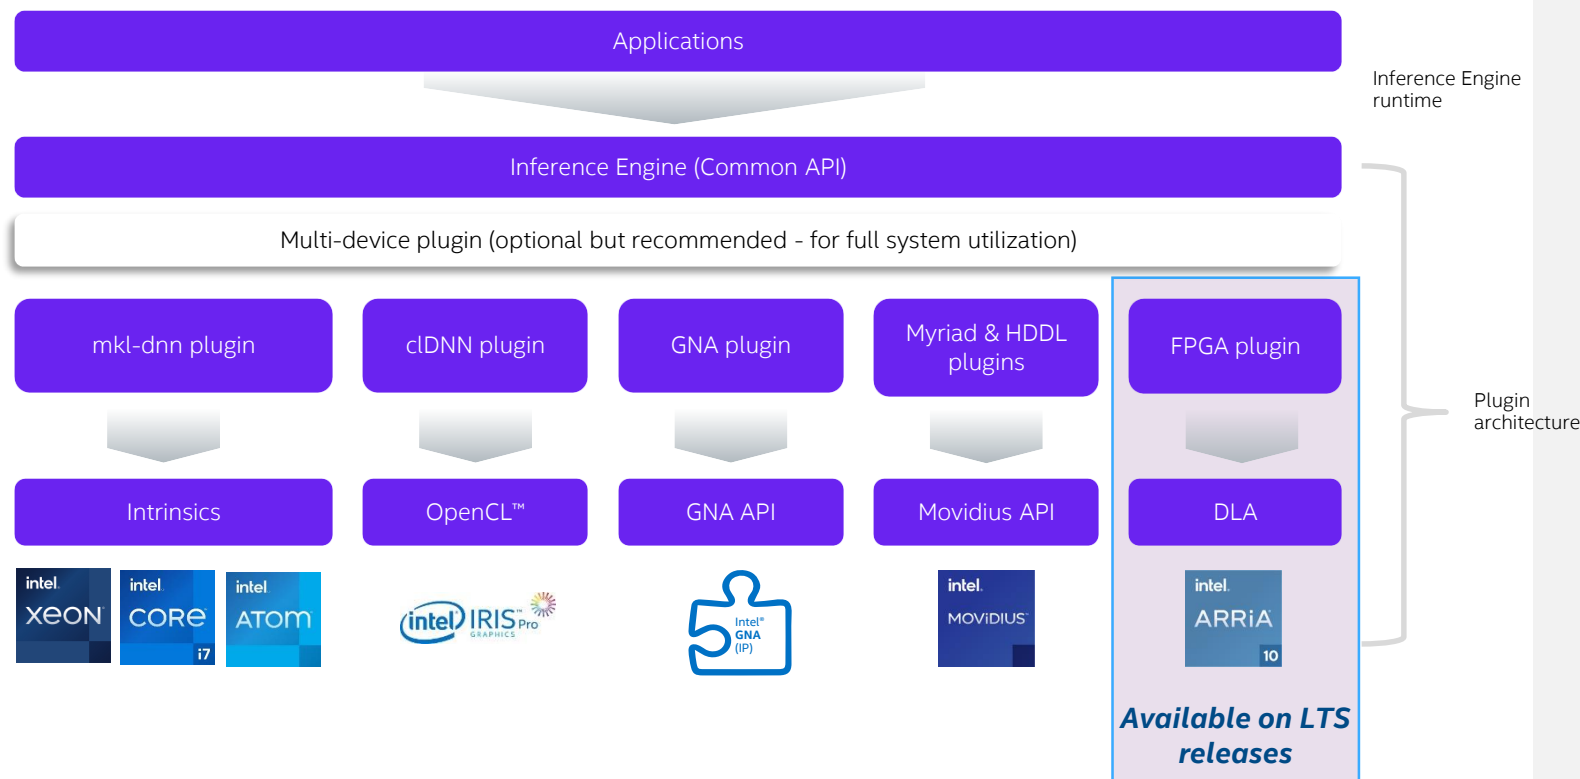 Applications
Inference Engine
runtime
Inference Engine (Common API)
Multi-device plugin (optional but recommended - for full system utilization)
mkl-dnn plugin
clDNN plugin
GNA plugin
Myriad & HDDL
plugins
FPGA plugin
Plugin
architecture
Intrinsics
OpenCL™
GNA API
Movidius API
DLA
intel.
XeON
intel.
CORe
i7
intel.
ATOM
intel IRIS™ Pro
GRAPHICS
Intel®
GNA
(IP)
intel.
MOVIDIUS™
intel.
ARRIA
10
Available on LTS
releases